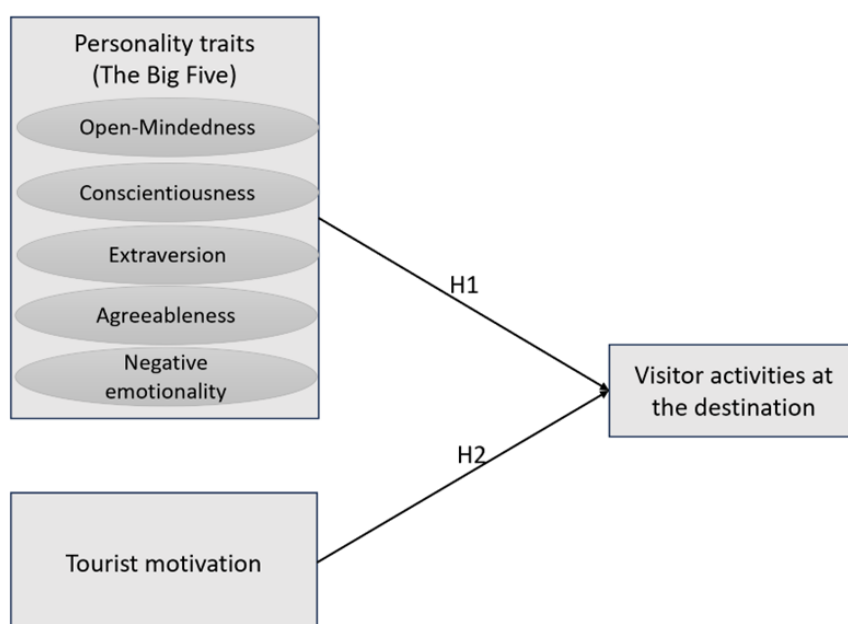 Personality traits
(The Big Five)
Open-Mindedness
Conscientiousness
Extraversion
Agreeableness
Negative
emotionality
H1
Visitor activities at
the destination
H2
Tourist motivation